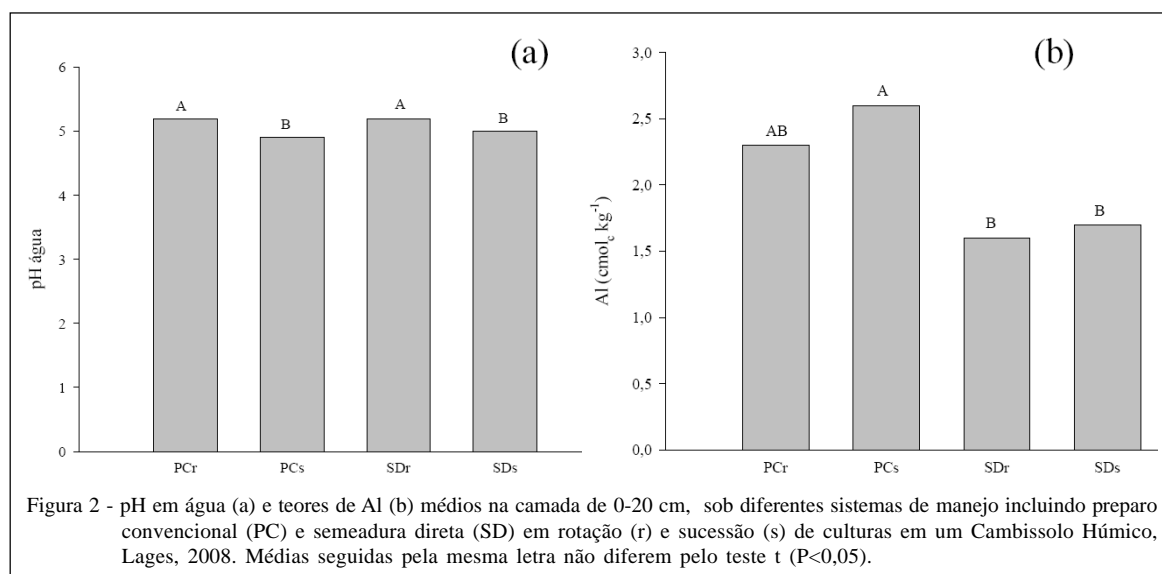 (a)
6
5
4
3
2
1
0
pH água
A
B
A
B
PCr
PCs
SDr
SDs
(b)
3,0
2,5
2,0
1,5
1,0
0,5
0,0
Al (cmolc kg-1)
AB
A
B
B
PCr
PCs
SDr
SDs
Figura 2 - pH em água (a) e teores de Al (b) médios na camada de 0-20 cm, sob diferentes sistemas de manejo incluindo preparo
convencional (PC) e semeadura direta (SD) em rotação (r) e sucessão (s) de culturas em um Cambissolo Húmico,
Lages, 2008. Médias seguidas pela mesma letra não diferem pelo teste t (P<0,05).